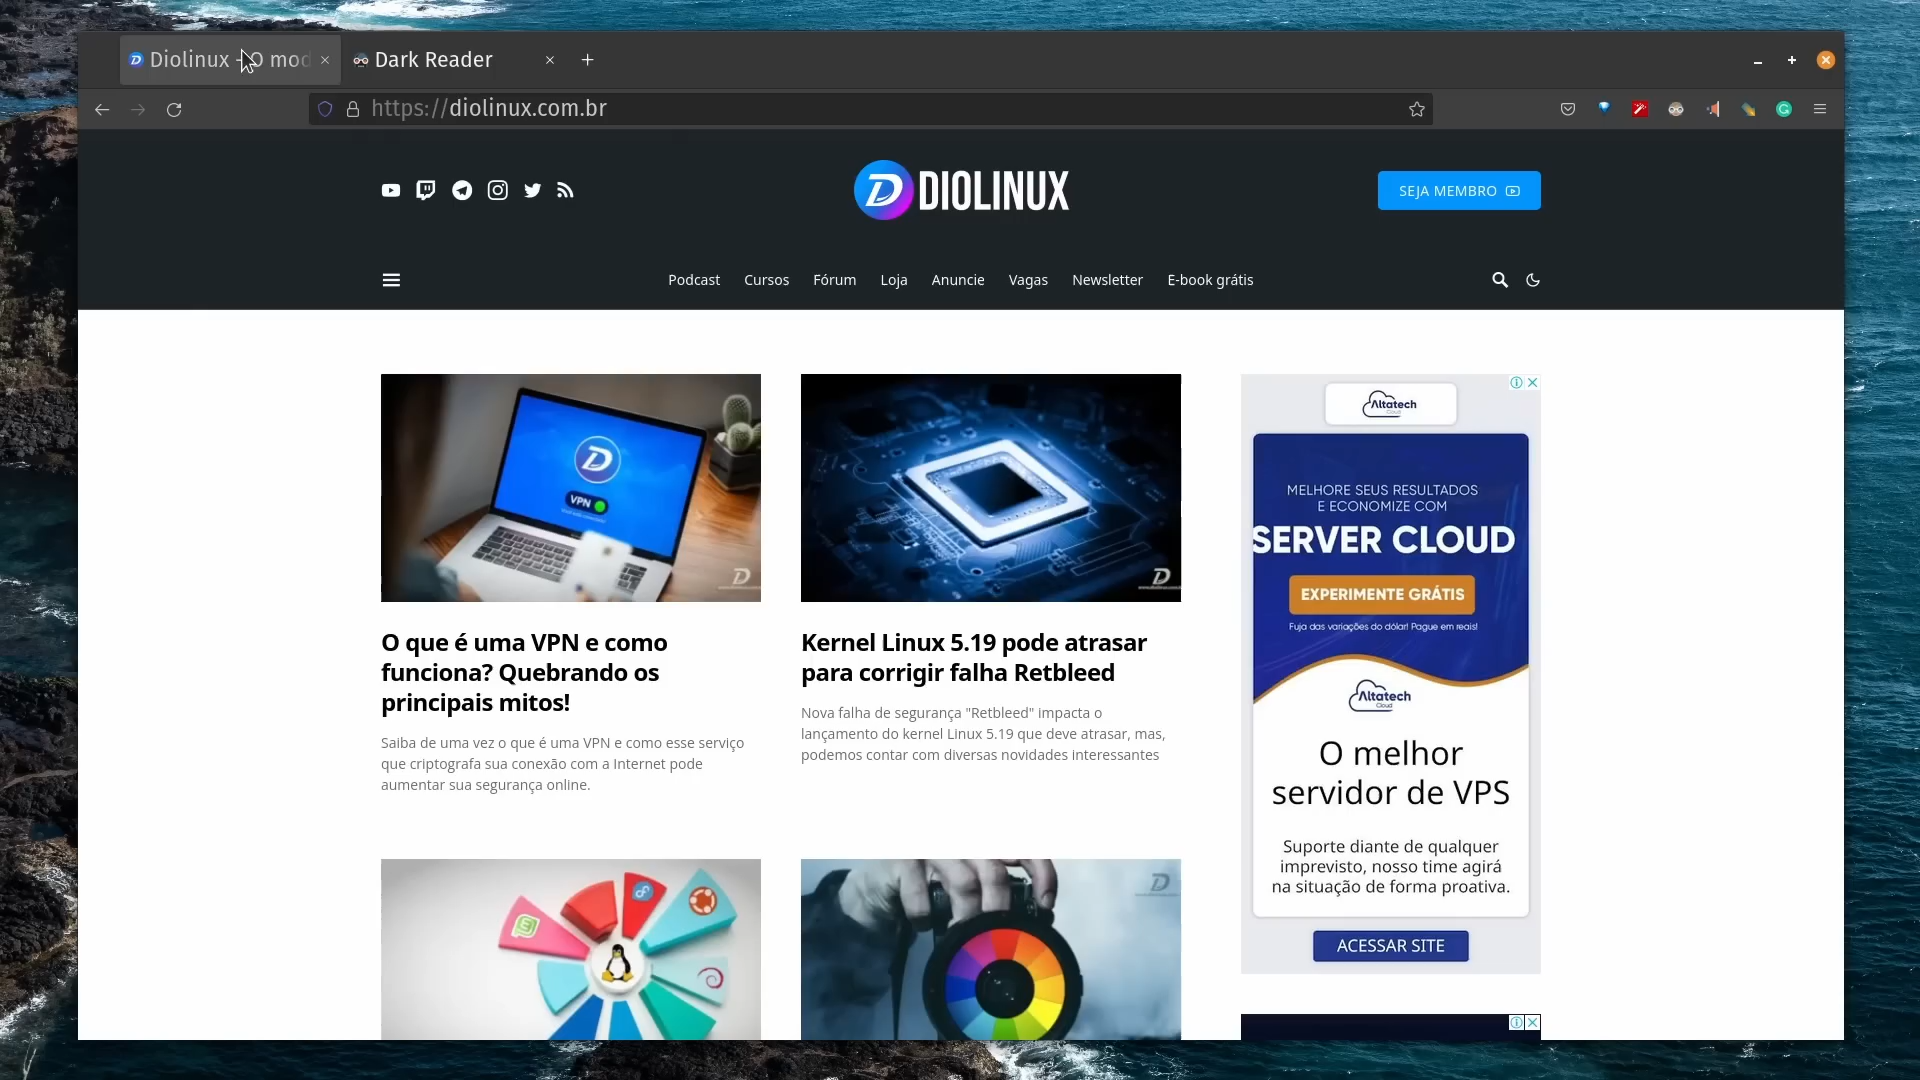 Diolinux - O mod
Dark Reader
https://diolinux.com.br
DIOLINUX
SEJA MEMBRO
Podcast Cursos Fórum Loja Anuncie Vagas Newsletter E-book grátis
VPN
O que é uma VPN e como
funciona? Quebrando os
principais mitos!
Saiba de uma vez o que é uma VPN e como esse serviço
que criptografa sua conexão com a Internet pode
aumentar sua segurança online.
Kernel Linux 5.19 pode atrasar
para corrigir falha Retbleed
Nova falha de segurança "Retbleed" impacta o
lançamento do kernel Linux 5.19 que deve atrasar, mas,
podemos contar com diversas novidades interessantes
Altatech
Cloud
MELHORE SEUS RESULTADOS
E ECONOMIZE COM
SERVER CLOUD
EXPERIMENTE GRÁTIS
Fuja das variações do dólar! Pague em reais!
Altatech
Cloud
O melhor
servidor de VPS
Suporte diante de qualquer
imprevisto, nosso time agirá
na situação de forma proativa.
ACESSAR SITE